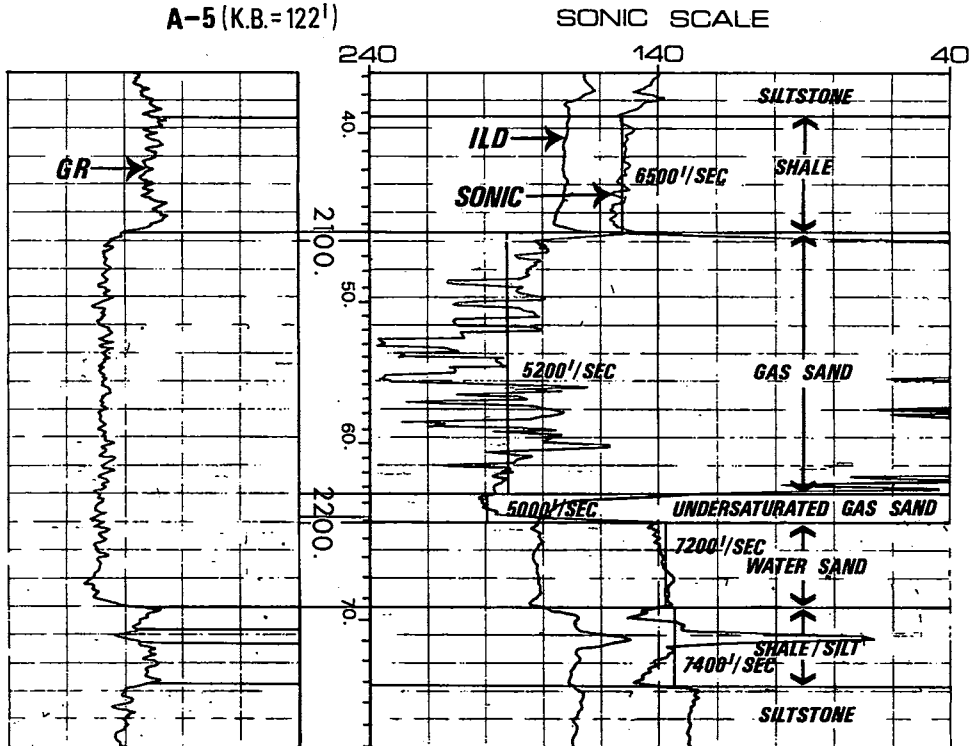 A-5 (K.B.= 122')
SONIC SCALE
240
140
40
SILTSTONE
40.
ILD
SHALE
GR
6500'/SEC
SONIC
2100.
50.
5200'/SEC
GAS SAND
60.
5000'/SEC
UNDERSATURATED GAS SAND
2200.
7200'/SEC
WATER SAND
70.
SHALE/SILT
7400'/SEC
SILTSTONE